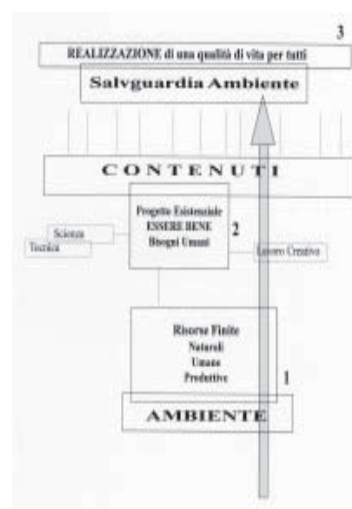 3
REALIZZAZIONE di una qualità di vita per tutti
Salvguardia Ambiente
CONTENUTI
Progetto Esistenziale
ESSERE BENE
Bisogni Umani
2
Scienza
Tecnica
Lavoro Creativo
Risorse Finite
Naturali
Umane
Produttive
1
AMBIENTE